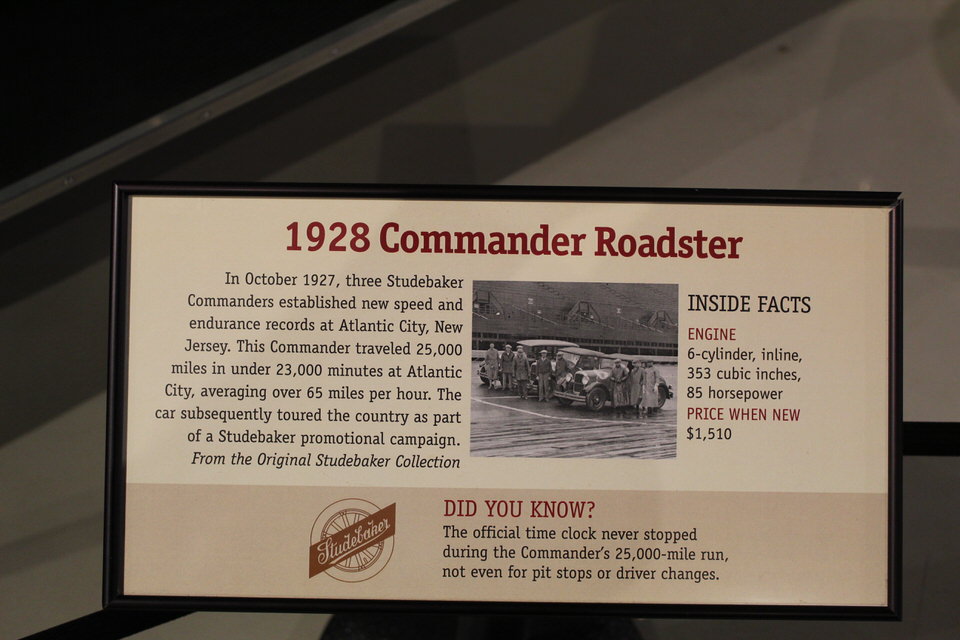 1928 Commander Roadster
In October 1927, three Studebaker
Commanders established new speed and
endurance records at Atlantic City, New
Jersey. This Commander traveled 25,000
miles in under 23,000 minutes at Atlantic
City, averaging over 65 miles per hour. The
car subsequently toured the country as part
of a Studebaker promotional campaign.
From the Original Studebaker Collection
INSIDE FACTS
ENGINE
6-cylinder, inline,
353 cubic inches,
85 horsepower
PRICE WHEN NEW
$1,510
Studebaker
DID YOU KNOW?
The official time clock never stopped
during the Commander's 25,000-mile run,
not even for pit stops or driver changes.